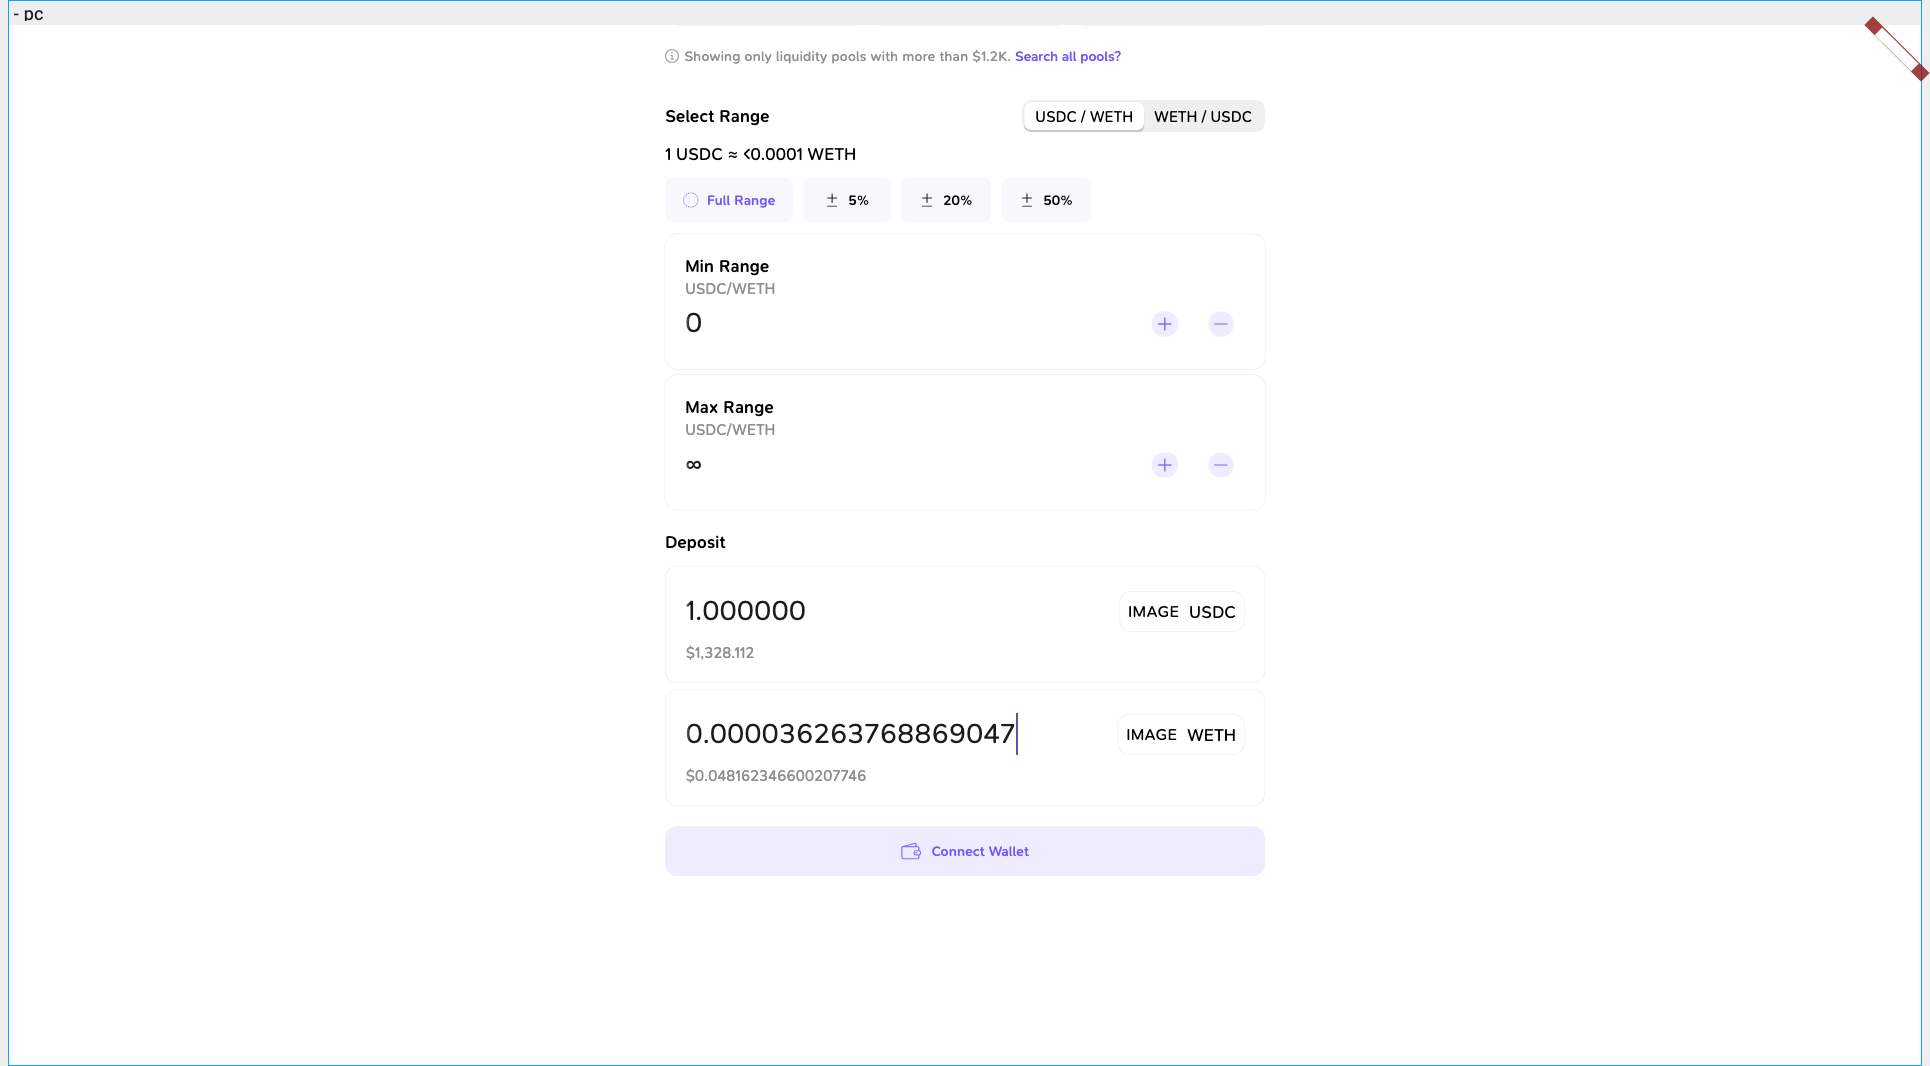 - pc
Showing only liquidity pools with more than $1.2K. Search all pools?
Select Range
USDC / WETH
WETH / USDC
1 USDC ≈ <0.0001 WETH
Full Range
± 5%
± 20%
± 50%
Min Range
USDC/WETH
0
Max Range
USDC/WETH
∞
Deposit
1.000000
IMAGE USDC
$1,328.112
0.000036263768869047
IMAGE WETH
$0.048162346600207746
Connect Wallet